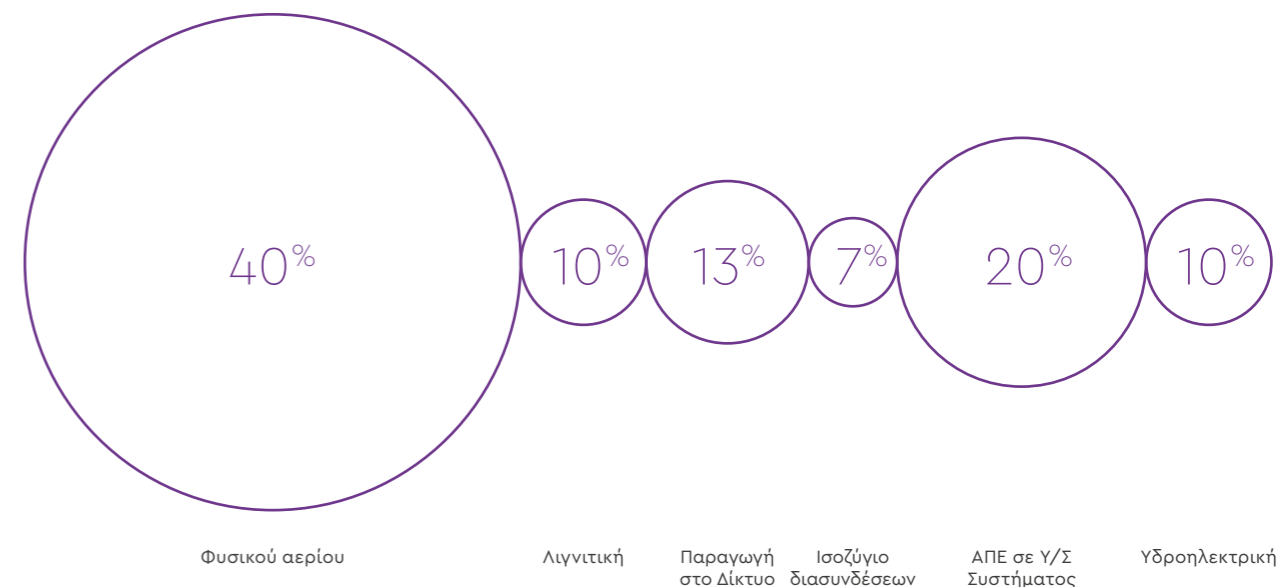 40%
10%
13%
7%
20%
10%
Φυσικού αερίου
Λιγνιτική
Παραγωγή
στο Δίκτυο
Ισοζύγιο
διασυνδέσεων
ΑΠΕ σε Υ/Σ
Συστήματος
Υδροηλεκτρική